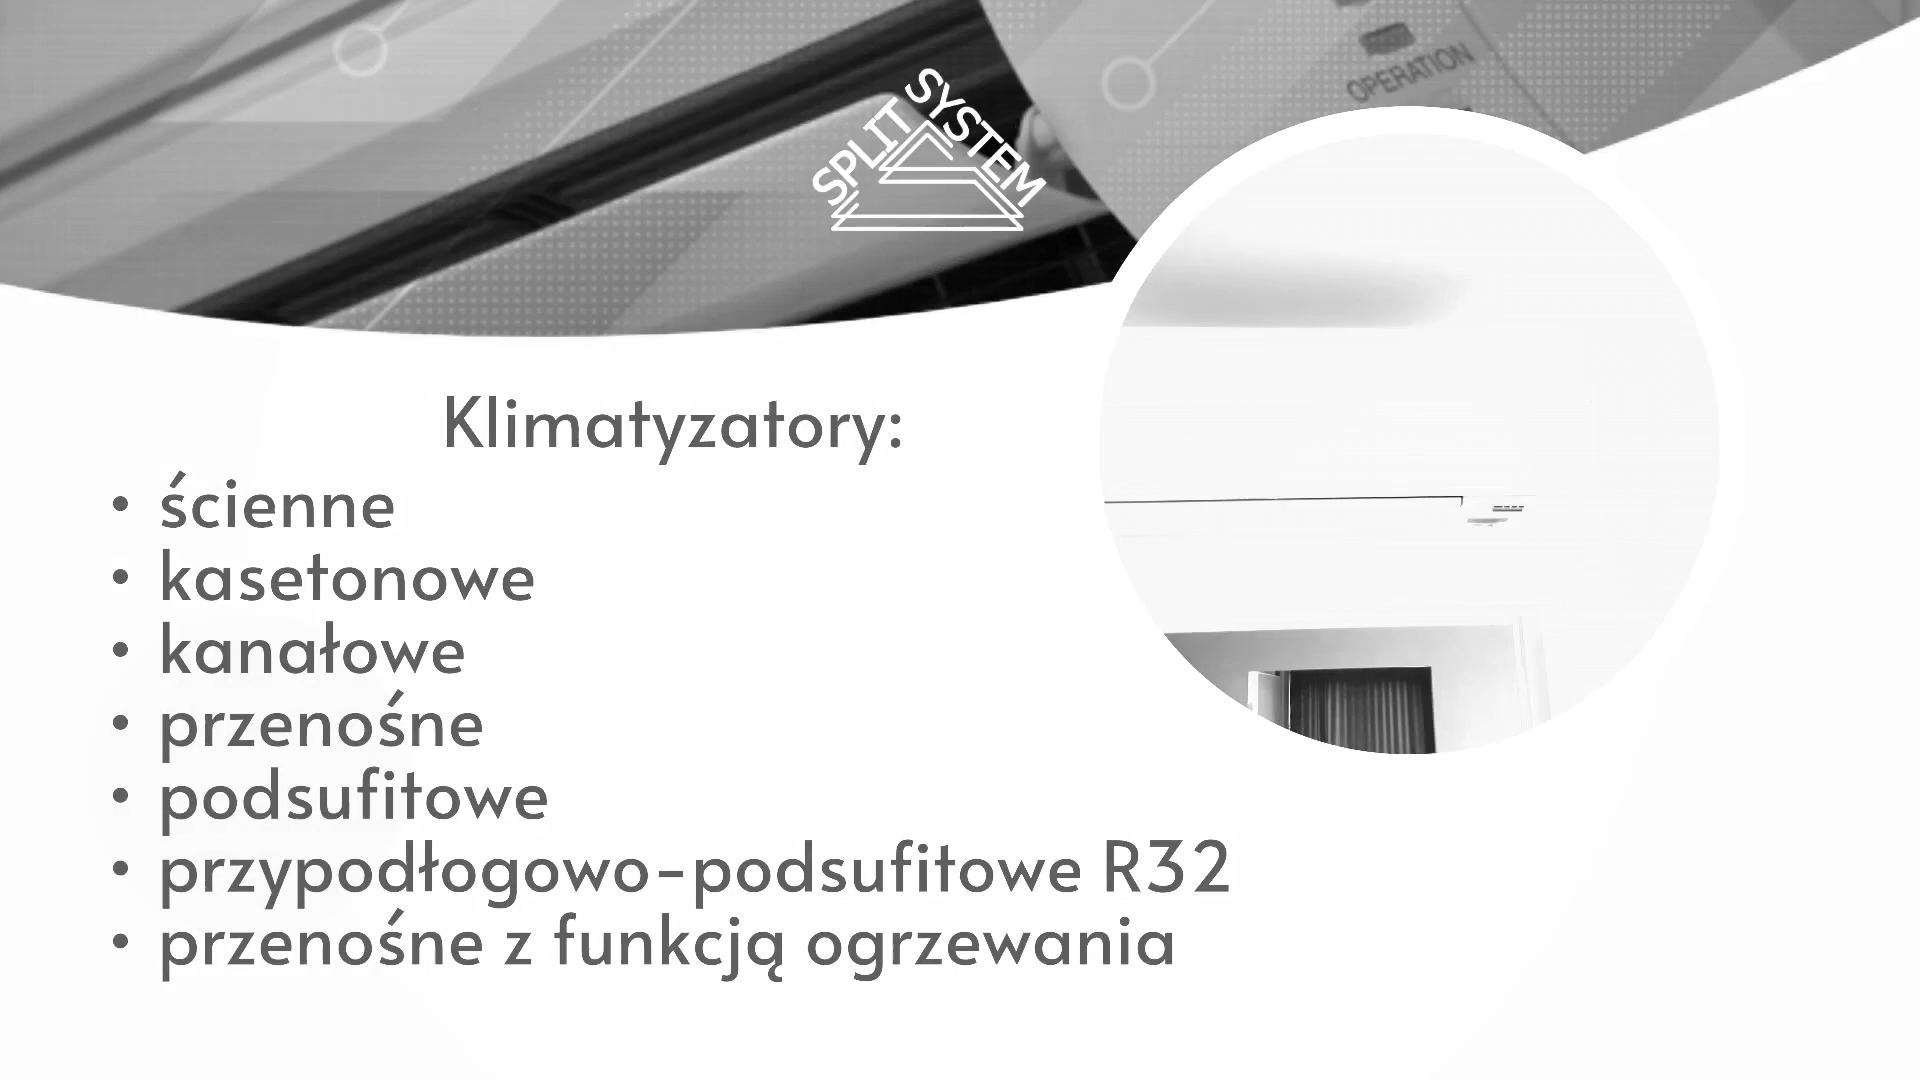 OPERATION
SPLIT SYSTEM
Klimatyzatory:
• ścienne
• kasetonowe
• kanałowe
• przenośne
• podsufitowe
• przypodłogowo-podsufitowe R32
• przenośne z funkcją ogrzewania